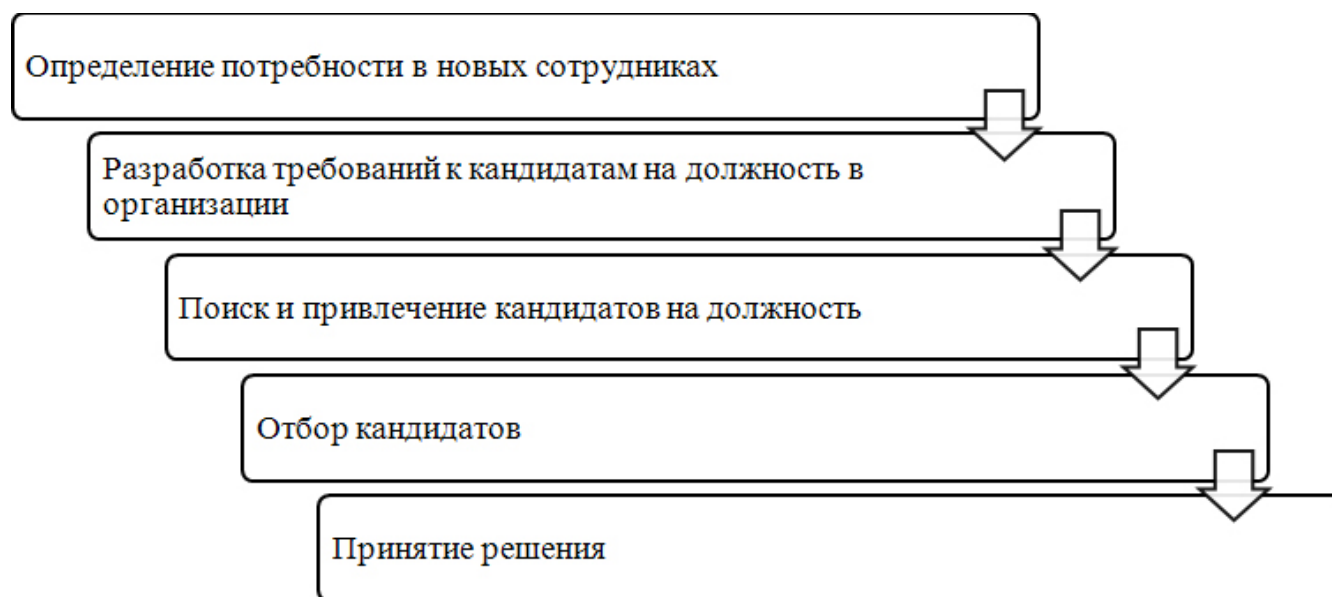 Определение потребности в новых сотрудниках
Разработка требований к кандидатам на должность в
организации
Поиск и привлечение кандидатов на должность
Отбор кандидатов
Принятие решения